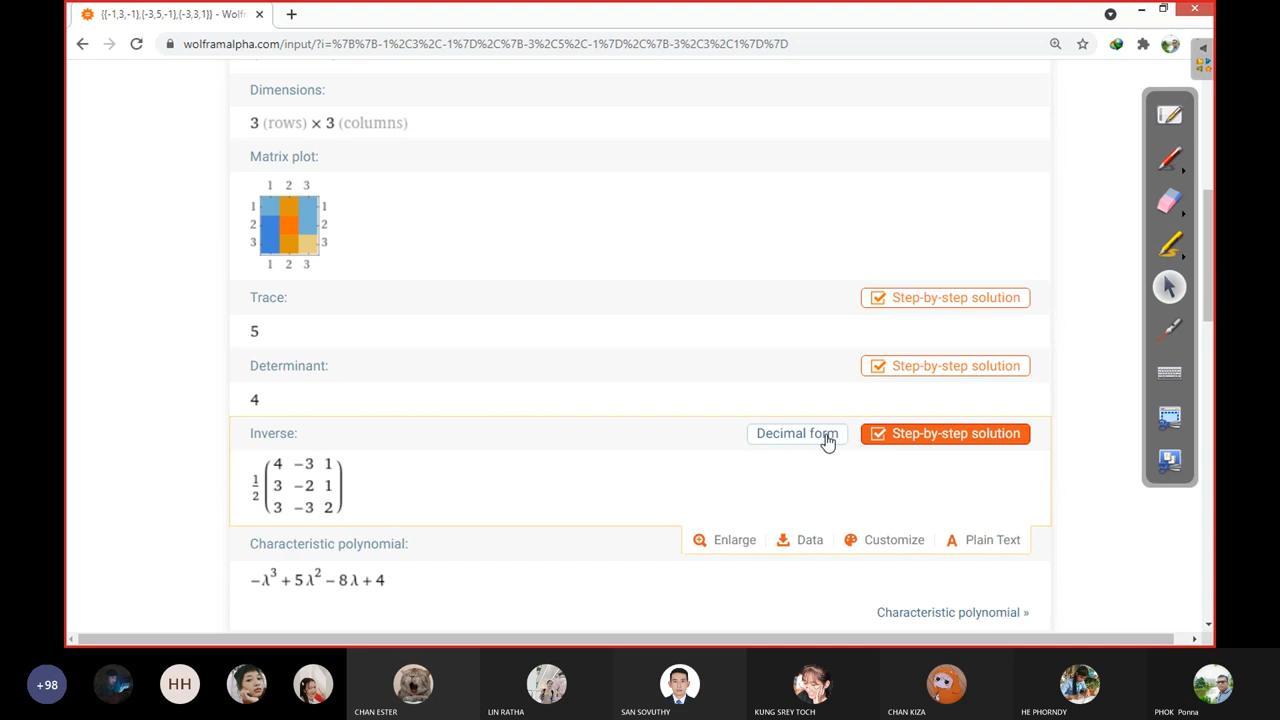 {{-1,3,-1},{-3,5,-1},{-3,3,1}} - Wolfr
wolframalpha.com/input/?i=%7B%7B-1%2C3%2C-1%7D%2C%7B-3%2C5%2C-1%7D%2C%7B-3%2C3%2C1%7D%7D
Dimensions:
3 (rows) × 3 (columns)
Matrix plot:
1 2 3
1 1
2 2
3 3
1 2 3
Trace: Step-by-step solution
5
Determinant: Step-by-step solution
4
Inverse: Decimal form Step-by-step solution
1/2
4 −3 1
3 −2 1
3 −3 2
Enlarge Data Customize A Plain Text
Characteristic polynomial:
−λ³ + 5 λ² − 8 λ + 4
Characteristic polynomial »
+98 HH
CHAN ESTER LIN RATHA SAN SOVUTHY KUNG SREY TOCH CHAN KIZA HE PHORNDY PHOK Ponna